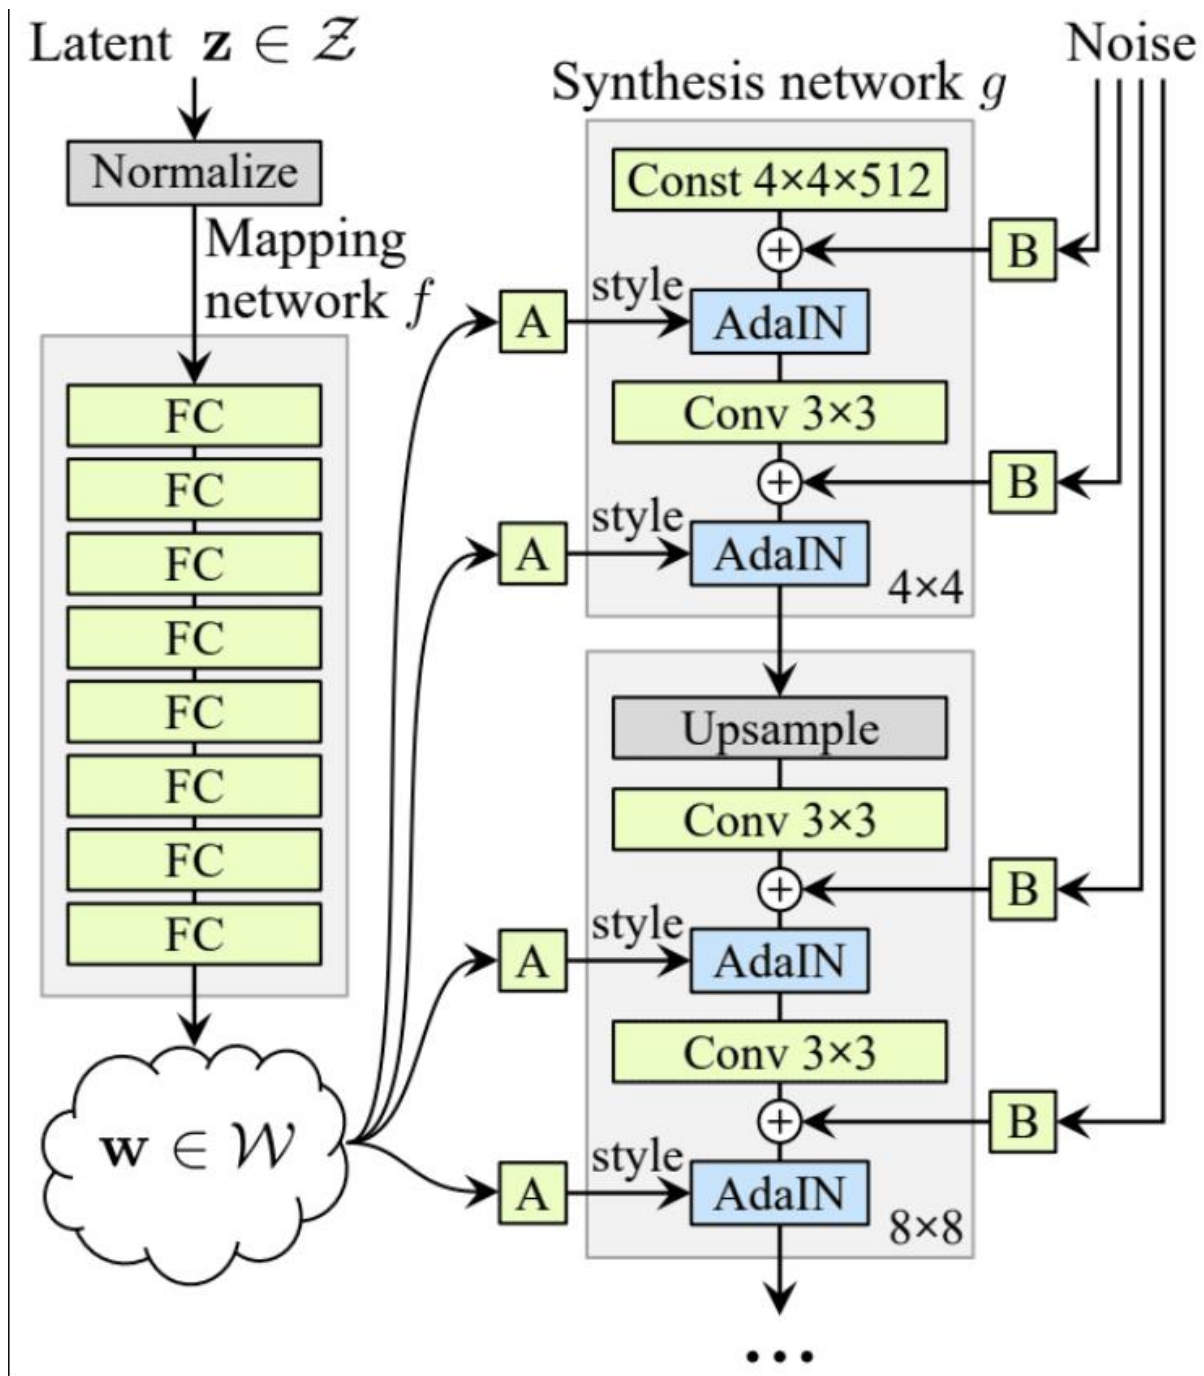 Latent z ∈ 𝒵
Normalize
Mapping
network f
FC
FC
FC
FC
FC
FC
FC
FC
w ∈ 𝒲
A
A
A
A
style
style
style
style
Synthesis network g
Const 4×4×512
AdaIN
Conv 3×3
AdaIN
4×4
Upsample
Conv 3×3
AdaIN
Conv 3×3
AdaIN
8×8
...
Noise
B
B
B
B